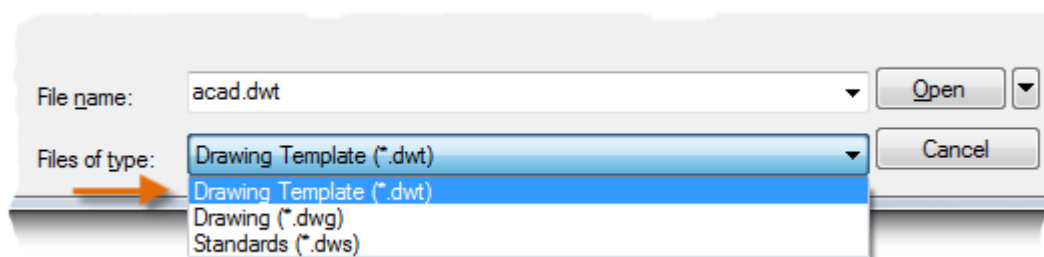 File name: acad.dwt Open
Files of type: Drawing Template (*.dwt) Cancel
Drawing Template (*.dwt)
Drawing (*.dwg)
Standards (*.dws)